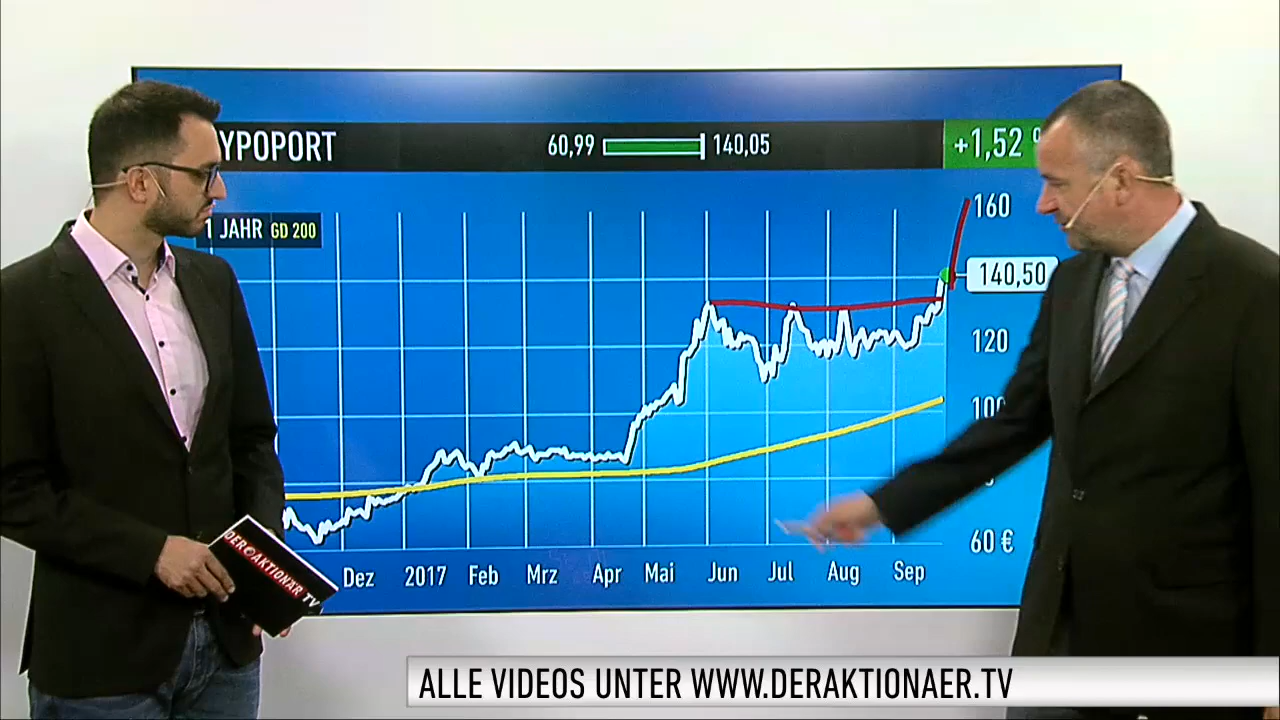 YPOPORT
60,99 140,05
+1,52 %
1 JAHR GD 200
160
140,50
120
100
60 €
Dez 2017 Feb Mrz Apr Mai Jun Jul Aug Sep
DER AKTIONÄR TV
ALLE VIDEOS UNTER WWW.DERAKTIONAER.TV